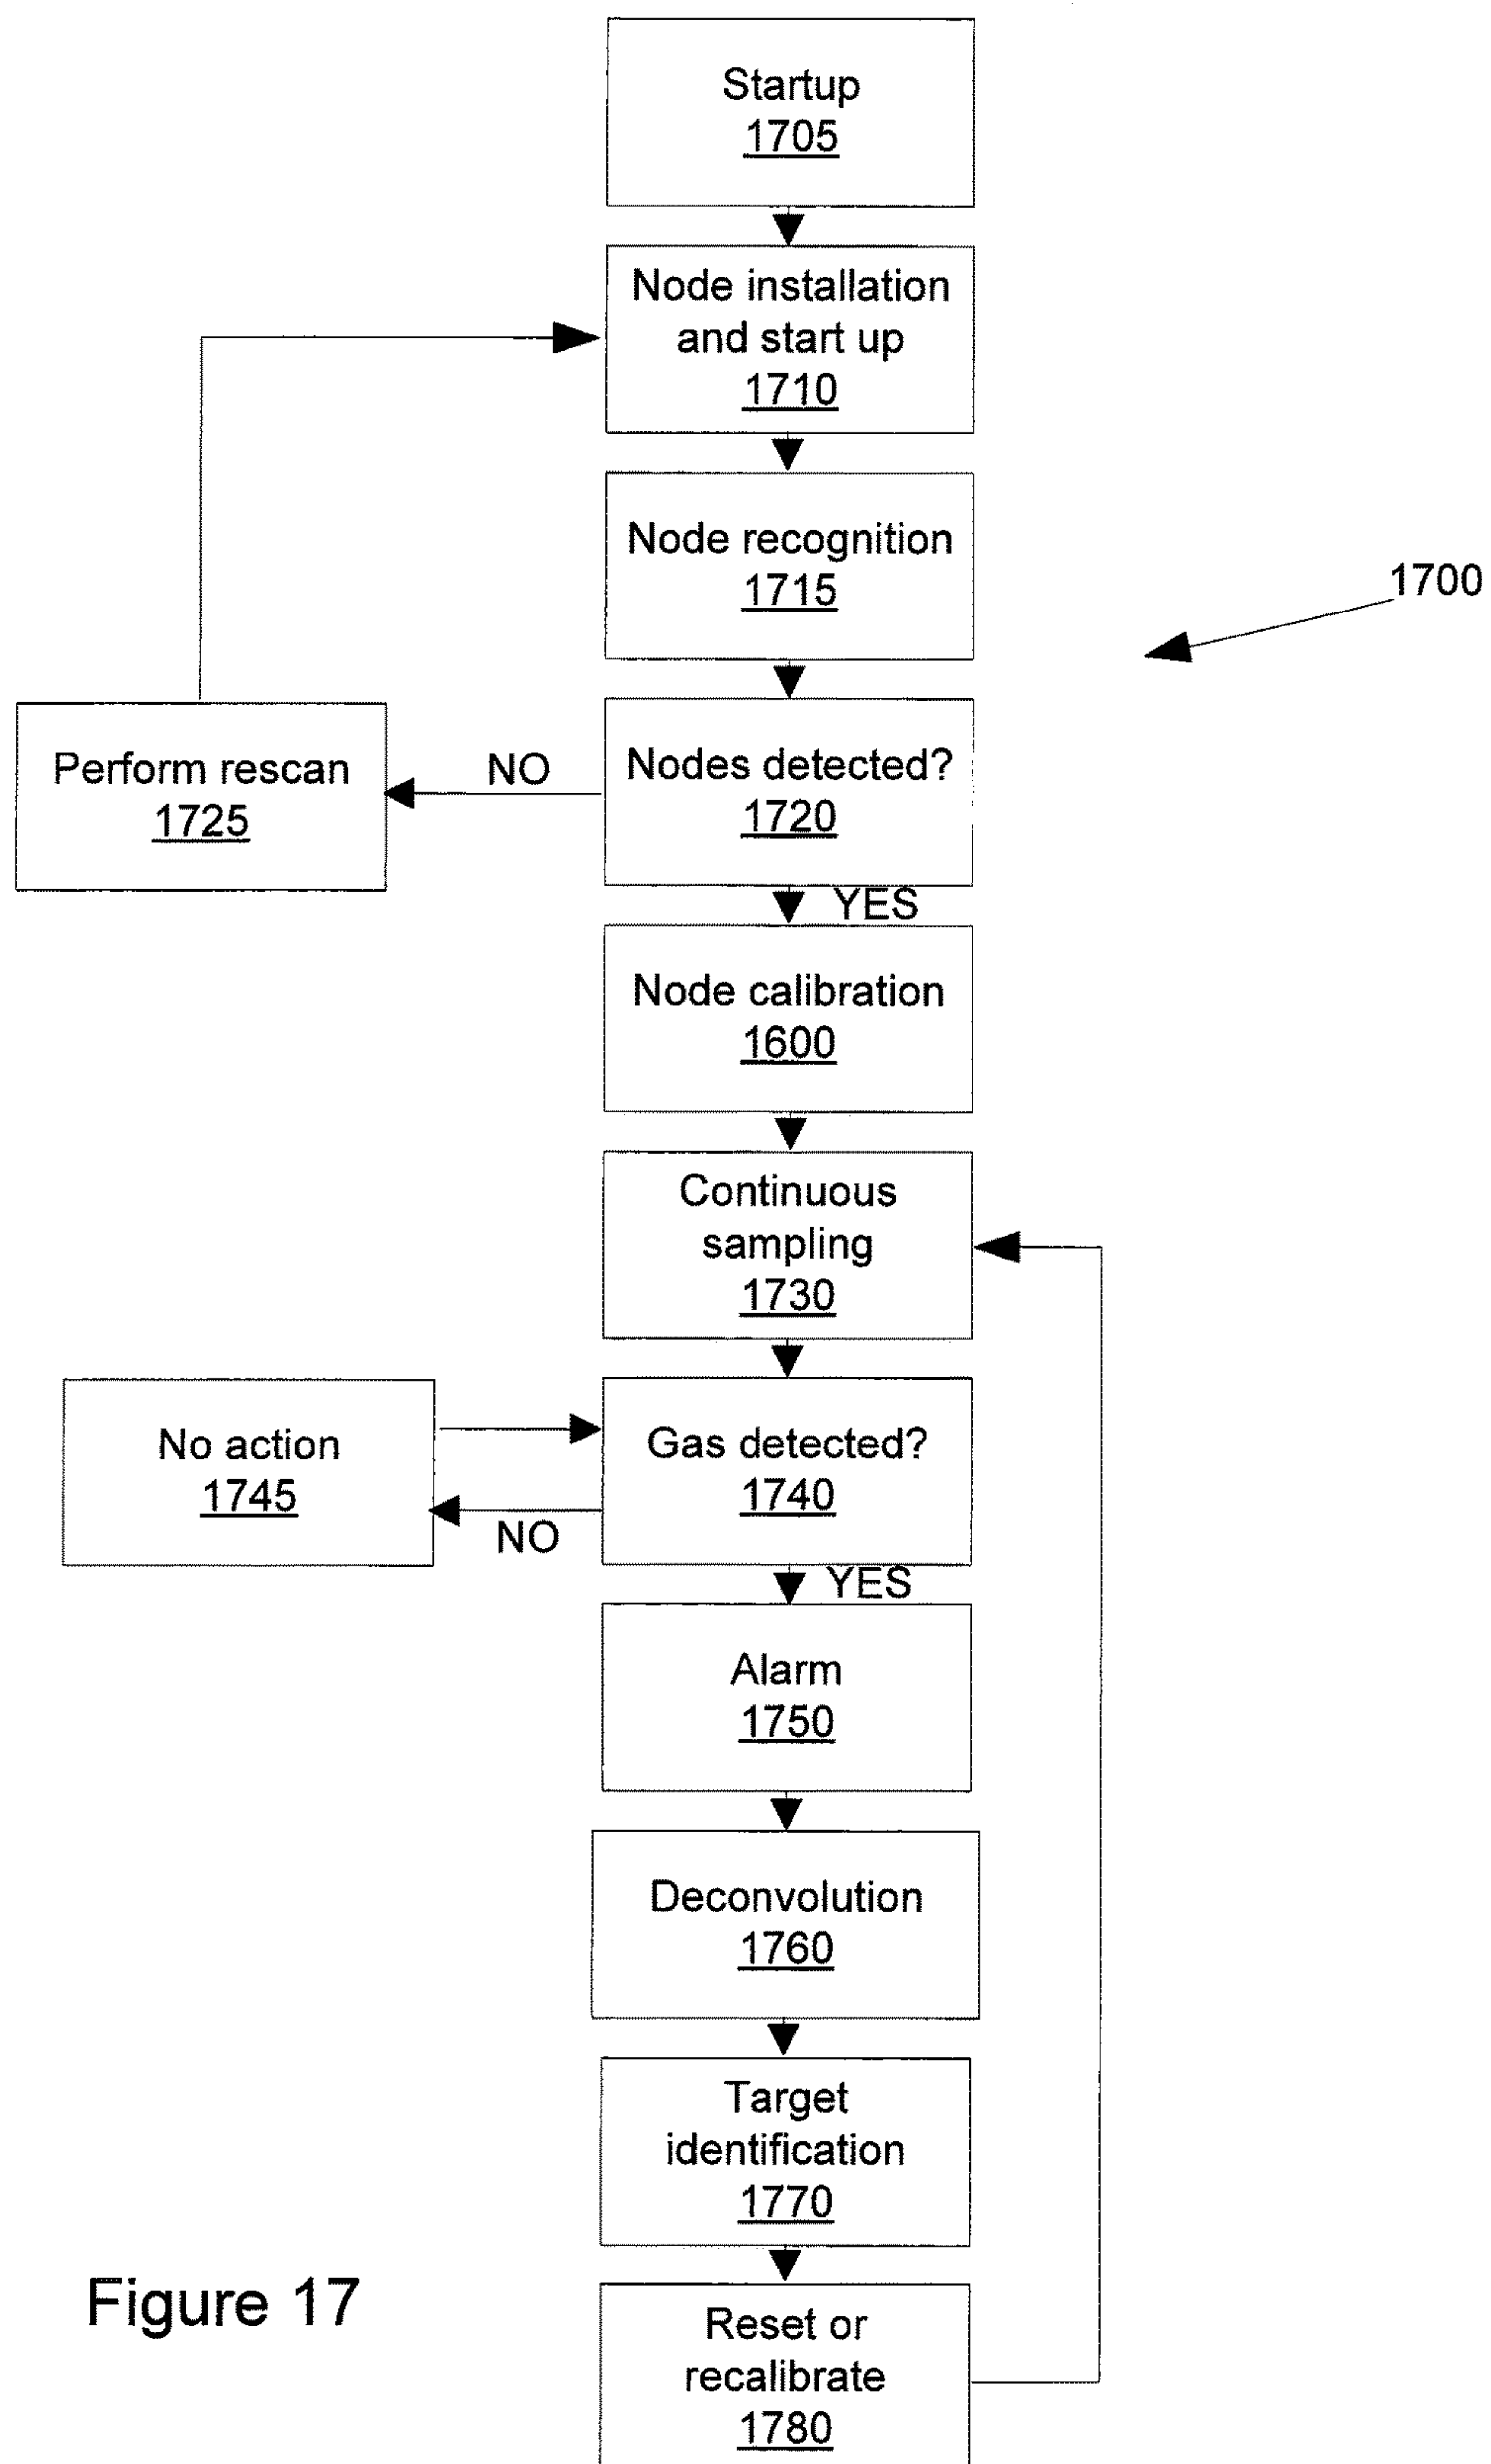 Startup
1705
Node installation
and start up
1710
Node recognition
1715
1700
Perform rescan
1725
NO
Nodes detected?
1720
YES
Node calibration
1600
Continuous
sampling
1730
No action
1745
NO
Gas detected?
1740
YES
Alarm
1750
Deconvolution
1760
Target
identification
1770
Reset or
recalibrate
1780
Figure 17